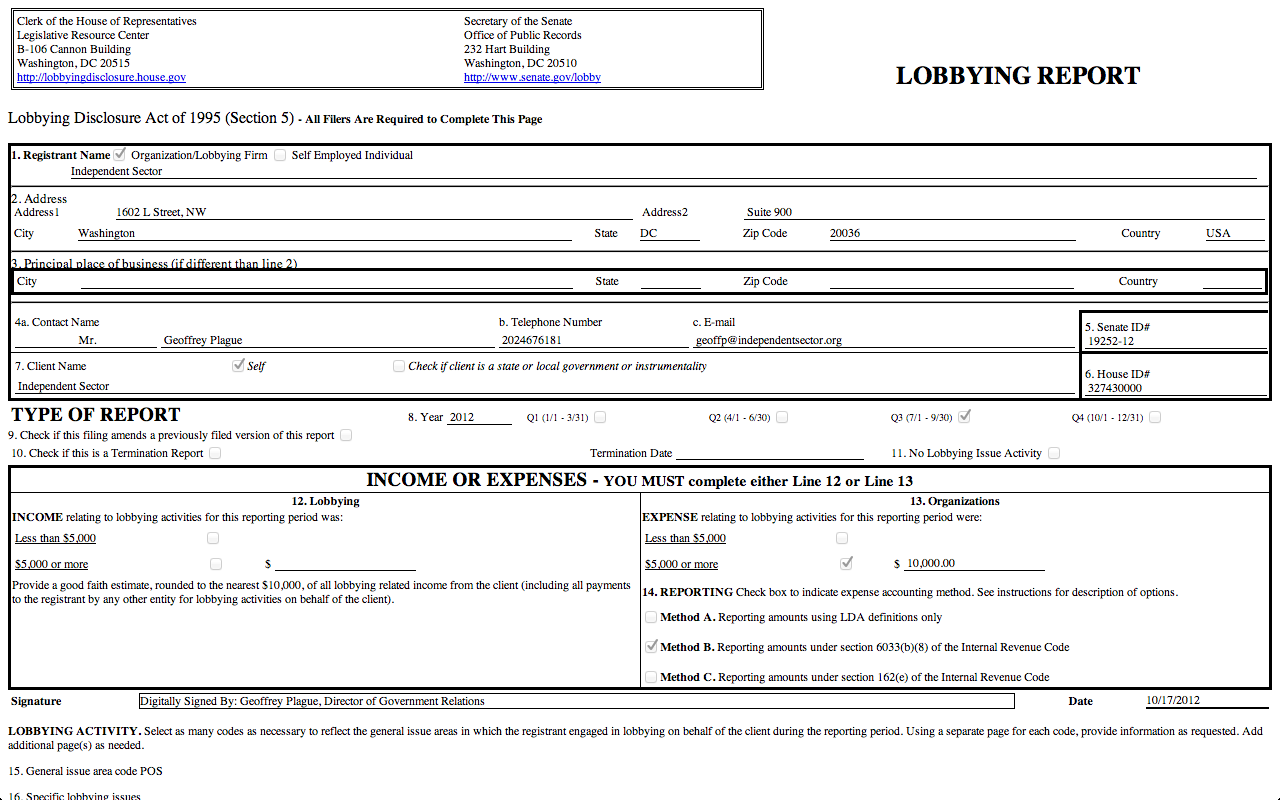 Clerk of the House of Representatives
Legislative Resource Center
B-106 Cannon Building
Washington, DC 20515
http://lobbyingdisclosure.house.gov
Secretary of the Senate
Office of Public Records
232 Hart Building
Washington, DC 20510
http://www.senate.gov/lobby
LOBBYING REPORT
Lobbying Disclosure Act of 1995 (Section 5) - All Filers Are Required to Complete This Page
1. Registrant Name Organization/Lobbying Firm Self Employed Individual
Independent Sector
2. Address
Address1 1602 L Street, NW Address2 Suite 900
City Washington State DC Zip Code 20036 Country USA
3. Principal place of business (if different than line 2)
City State Zip Code Country
4a. Contact Name b. Telephone Number c. E-mail
Mr. Geoffrey Plague 2024676181 geoffp@independentsector.org
5. Senate ID#
19252-12
7. Client Name Self Check if client is a state or local government or instrumentality
Independent Sector
6. House ID#
327430000
TYPE OF REPORT 8. Year 2012 Q1 (1/1 - 3/31) Q2 (4/1 - 6/30) Q3 (7/1 - 9/30) Q4 (10/1 - 12/31)
9. Check if this filing amends a previously filed version of this report
10. Check if this is a Termination Report Termination Date 11. No Lobbying Issue Activity
INCOME OR EXPENSES - YOU MUST complete either Line 12 or Line 13
12. Lobbying
INCOME relating to lobbying activities for this reporting period was:
Less than $5,000
$5,000 or more $
Provide a good faith estimate, rounded to the nearest $10,000, of all lobbying related income from the client (including all payments
to the registrant by any other entity for lobbying activities on behalf of the client).
13. Organizations
EXPENSE relating to lobbying activities for this reporting period were:
Less than $5,000
$5,000 or more $ 10,000.00
14. REPORTING Check box to indicate expense accounting method. See instructions for description of options.
Method A. Reporting amounts using LDA definitions only
Method B. Reporting amounts under section 6033(b)(8) of the Internal Revenue Code
Method C. Reporting amounts under section 162(e) of the Internal Revenue Code
Signature Digitally Signed By: Geoffrey Plague, Director of Government Relations Date 10/17/2012
LOBBYING ACTIVITY. Select as many codes as necessary to reflect the general issue areas in which the registrant engaged in lobbying on behalf of the client during the reporting period. Using a separate page for each code, provide information as requested. Add
additional page(s) as needed.
15. General issue area code POS
16. Specific lobbying issues